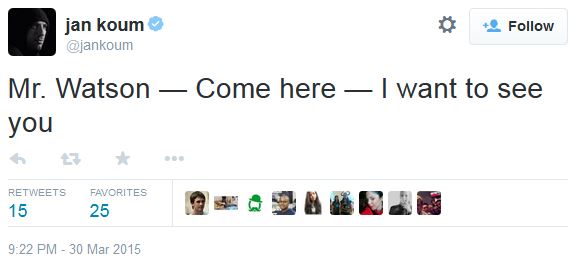 jan koum
@jankoum
Follow
Mr. Watson — Come here — I want to see
you
RETWEETS FAVORITES
15 25
9:22 PM - 30 Mar 2015